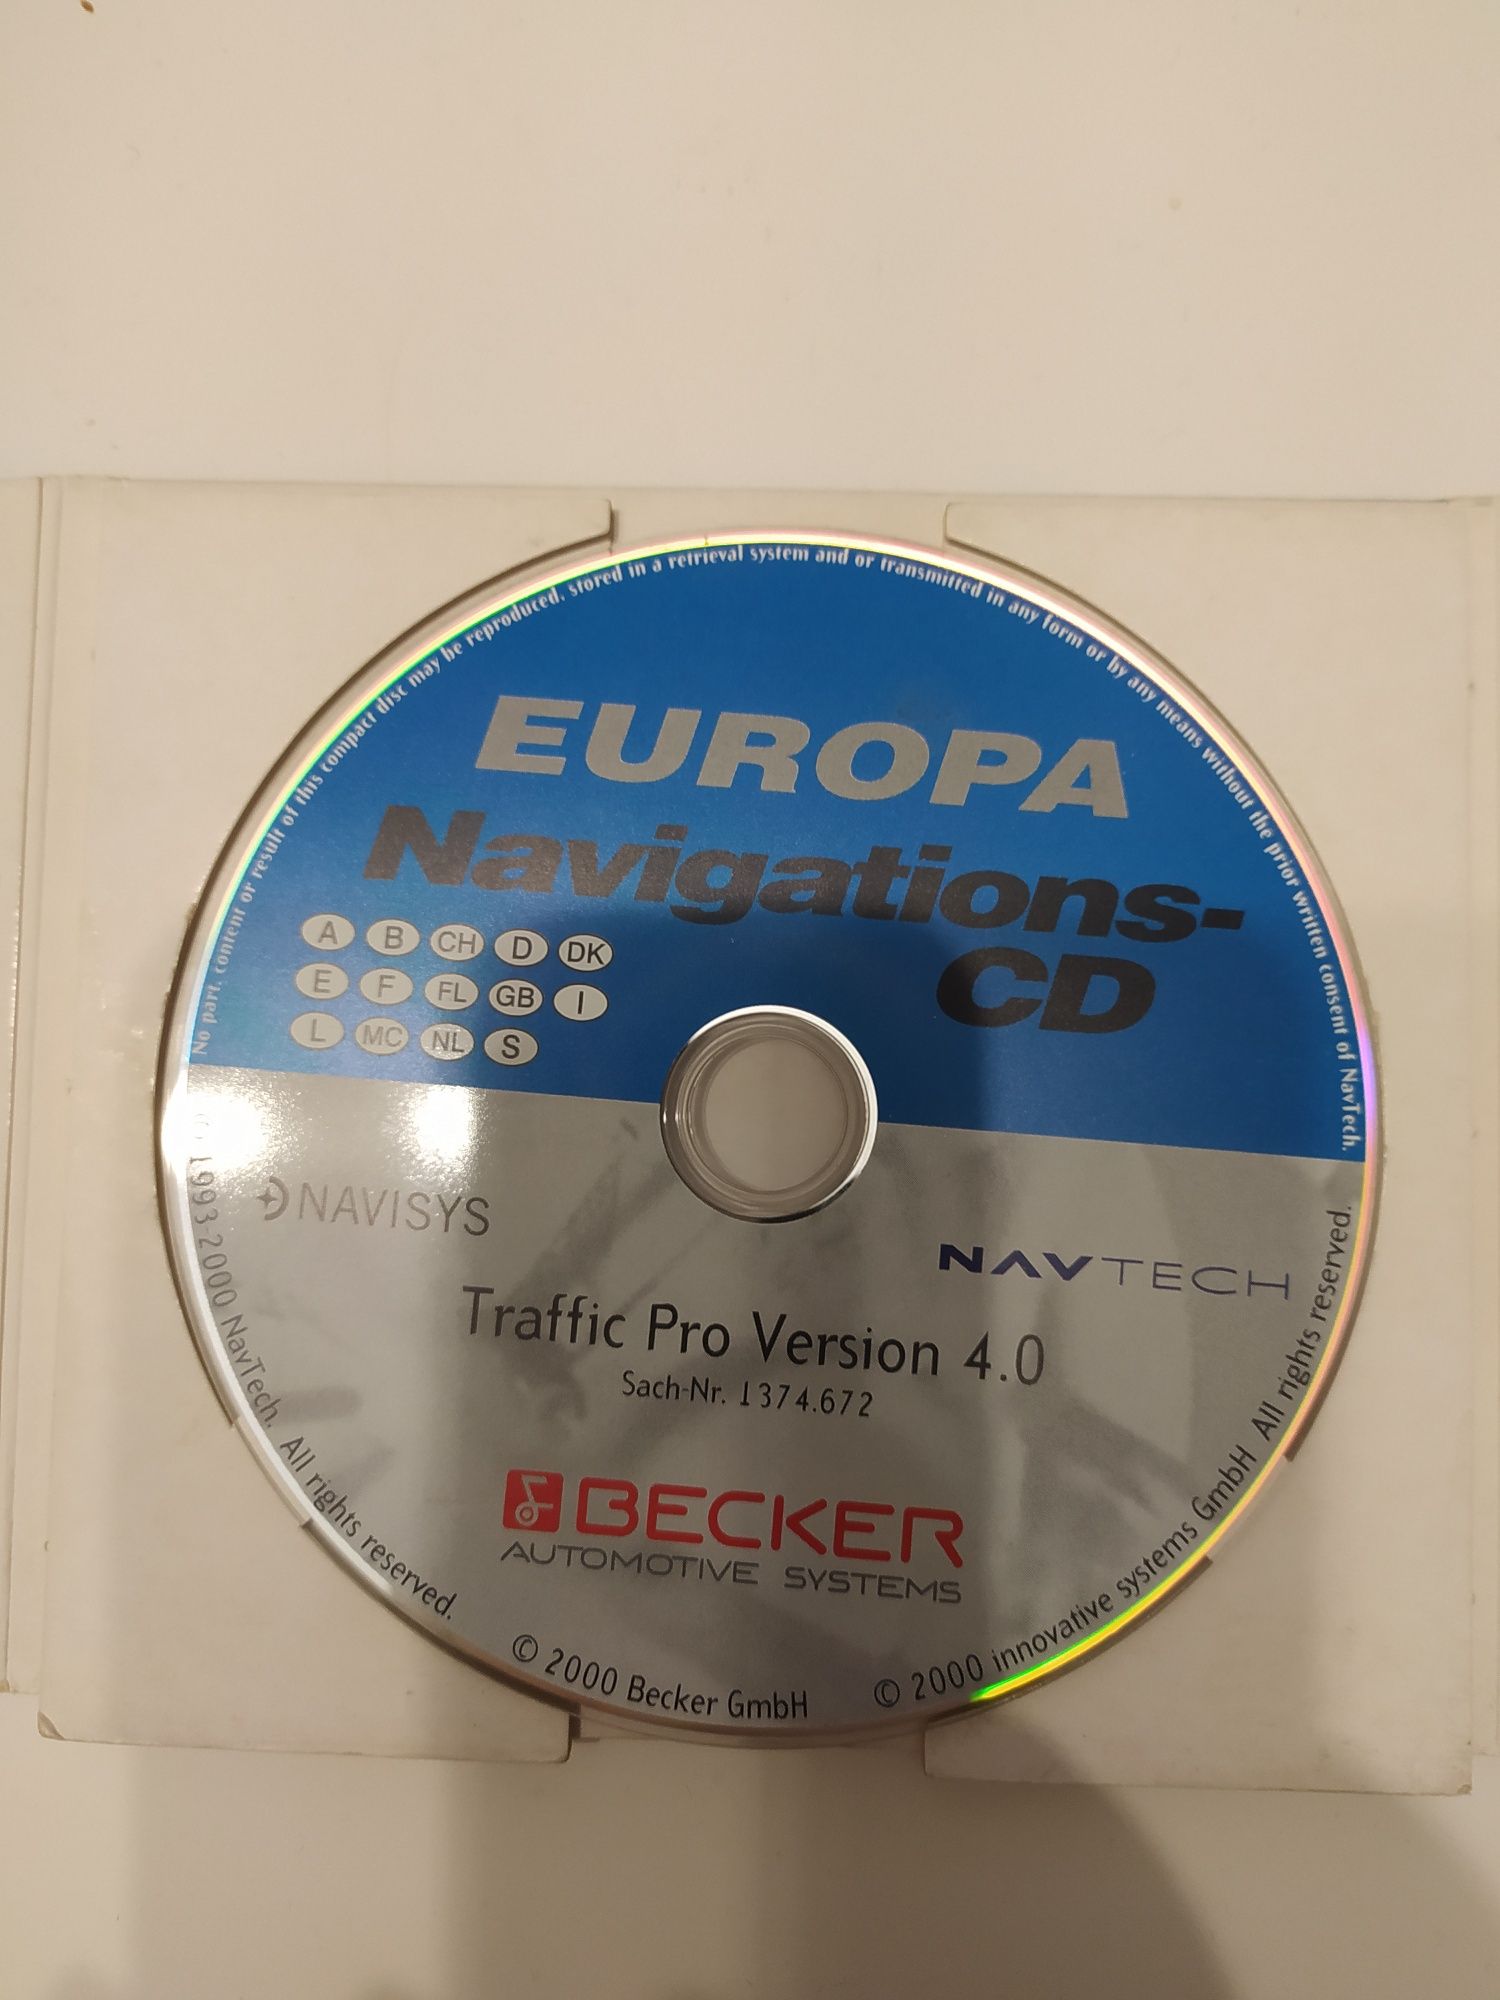 No part, content or result of this compact disc may be reproduced, stored in a retrieval system and or transmitted in any form or by any means without the prior written consent of NavTech.
EUROPA
Navigations-
CD
A B CH D DK
E F FL GB I
L MC NL S
NAVISYS
NAVTECH
Traffic Pro Version 4.0
Sach-Nr. 1374.672
BECKER
AUTOMOTIVE SYSTEMS
1993-2000 NavTech. All rights reserved.
© 2000 Becker GmbH
© 2000 innovative systems GmbH All rights reserved.